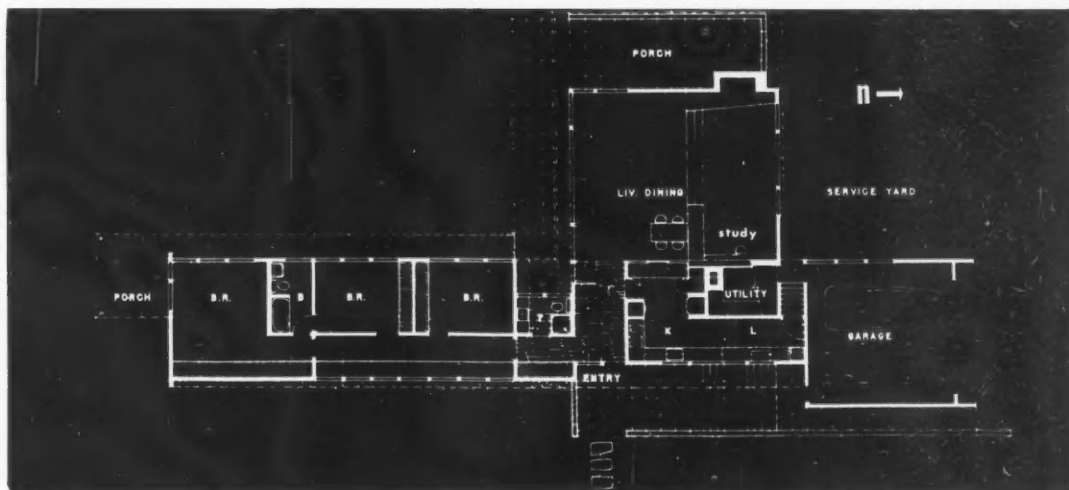 PORCH
n
LIV. DINING
SERVICE YARD
study
PORCH
B.R.
B
B.R.
B.R.
UTILITY
T
K
L
GARAGE
ENTRY